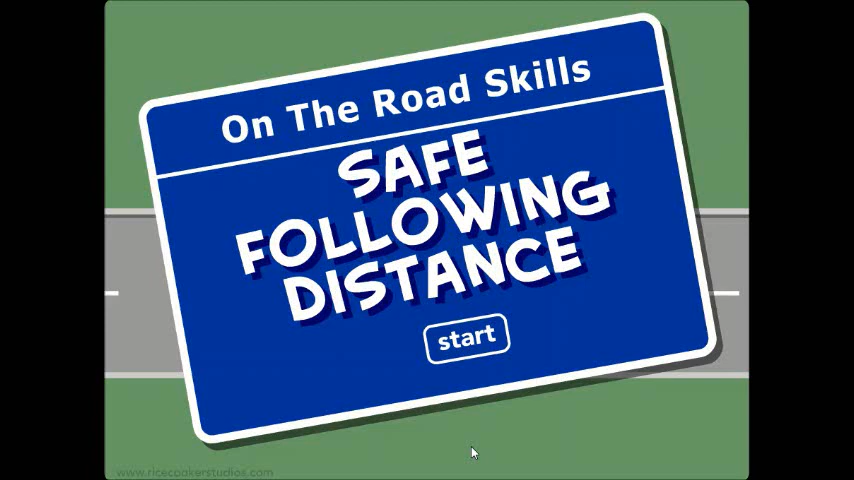 On The Road Skills
SAFE
FOLLOWING
DISTANCE
start
www.ricecookerstudios.com